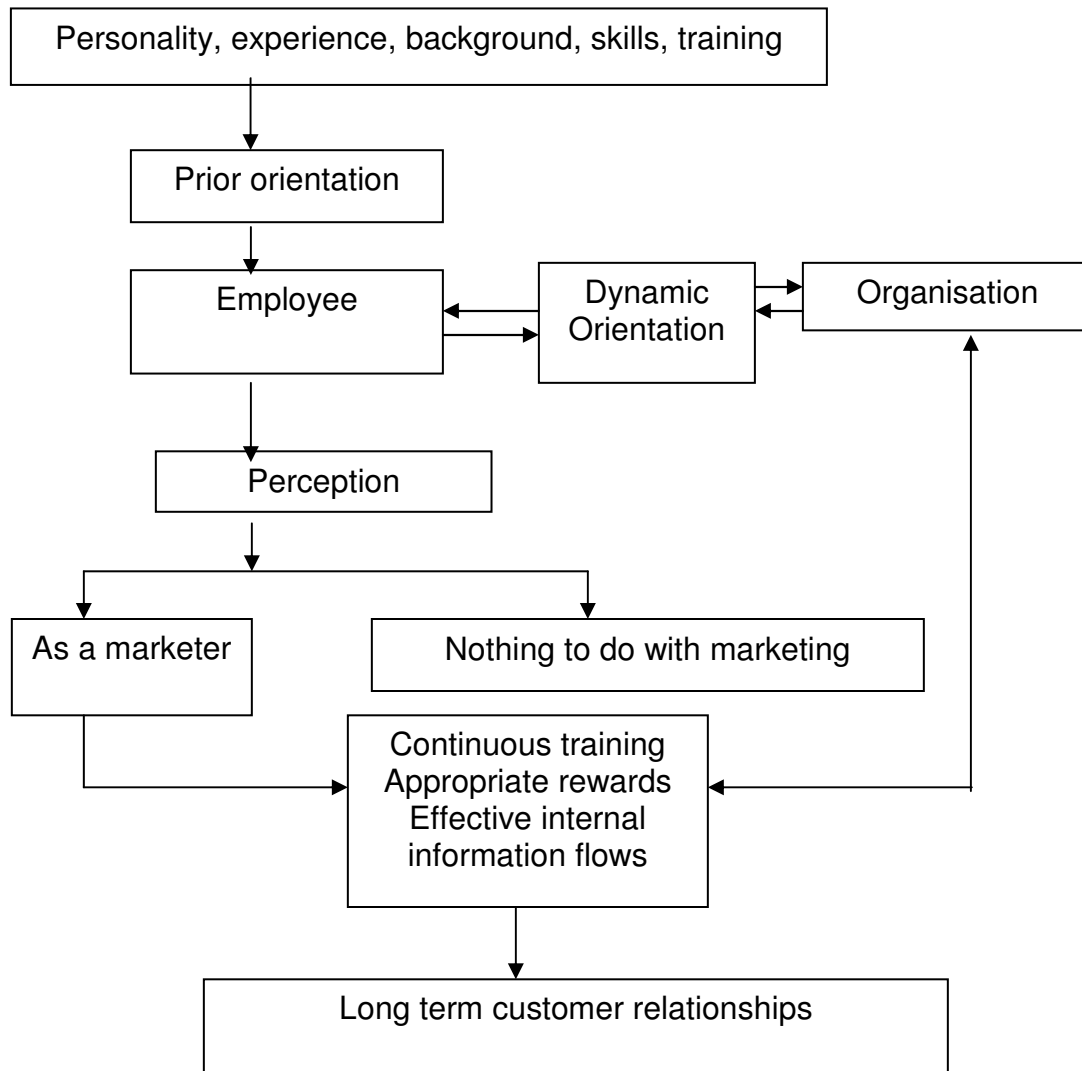 Personality, experience, background, skills, training
Prior orientation
Employee
Dynamic
Orientation
Organisation
Perception
As a marketer
Nothing to do with marketing
Continuous training
Appropriate rewards
Effective internal
information flows
Long term customer relationships